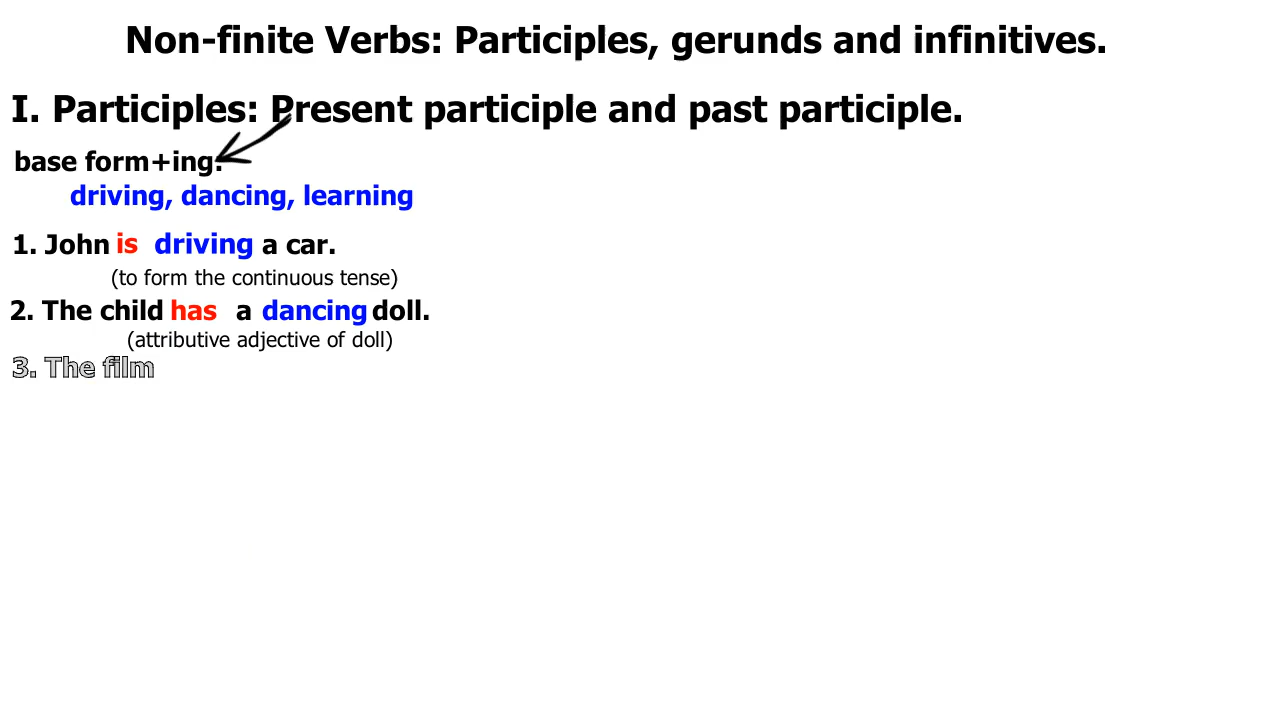 Non-finite Verbs: Participles, gerunds and infinitives.
I. Participles: Present participle and past participle.
base form+ing:
driving, dancing, learning
1. John is driving a car.
(to form the continuous tense)
2. The child has a dancing doll.
(attributive adjective of doll)
3. The film